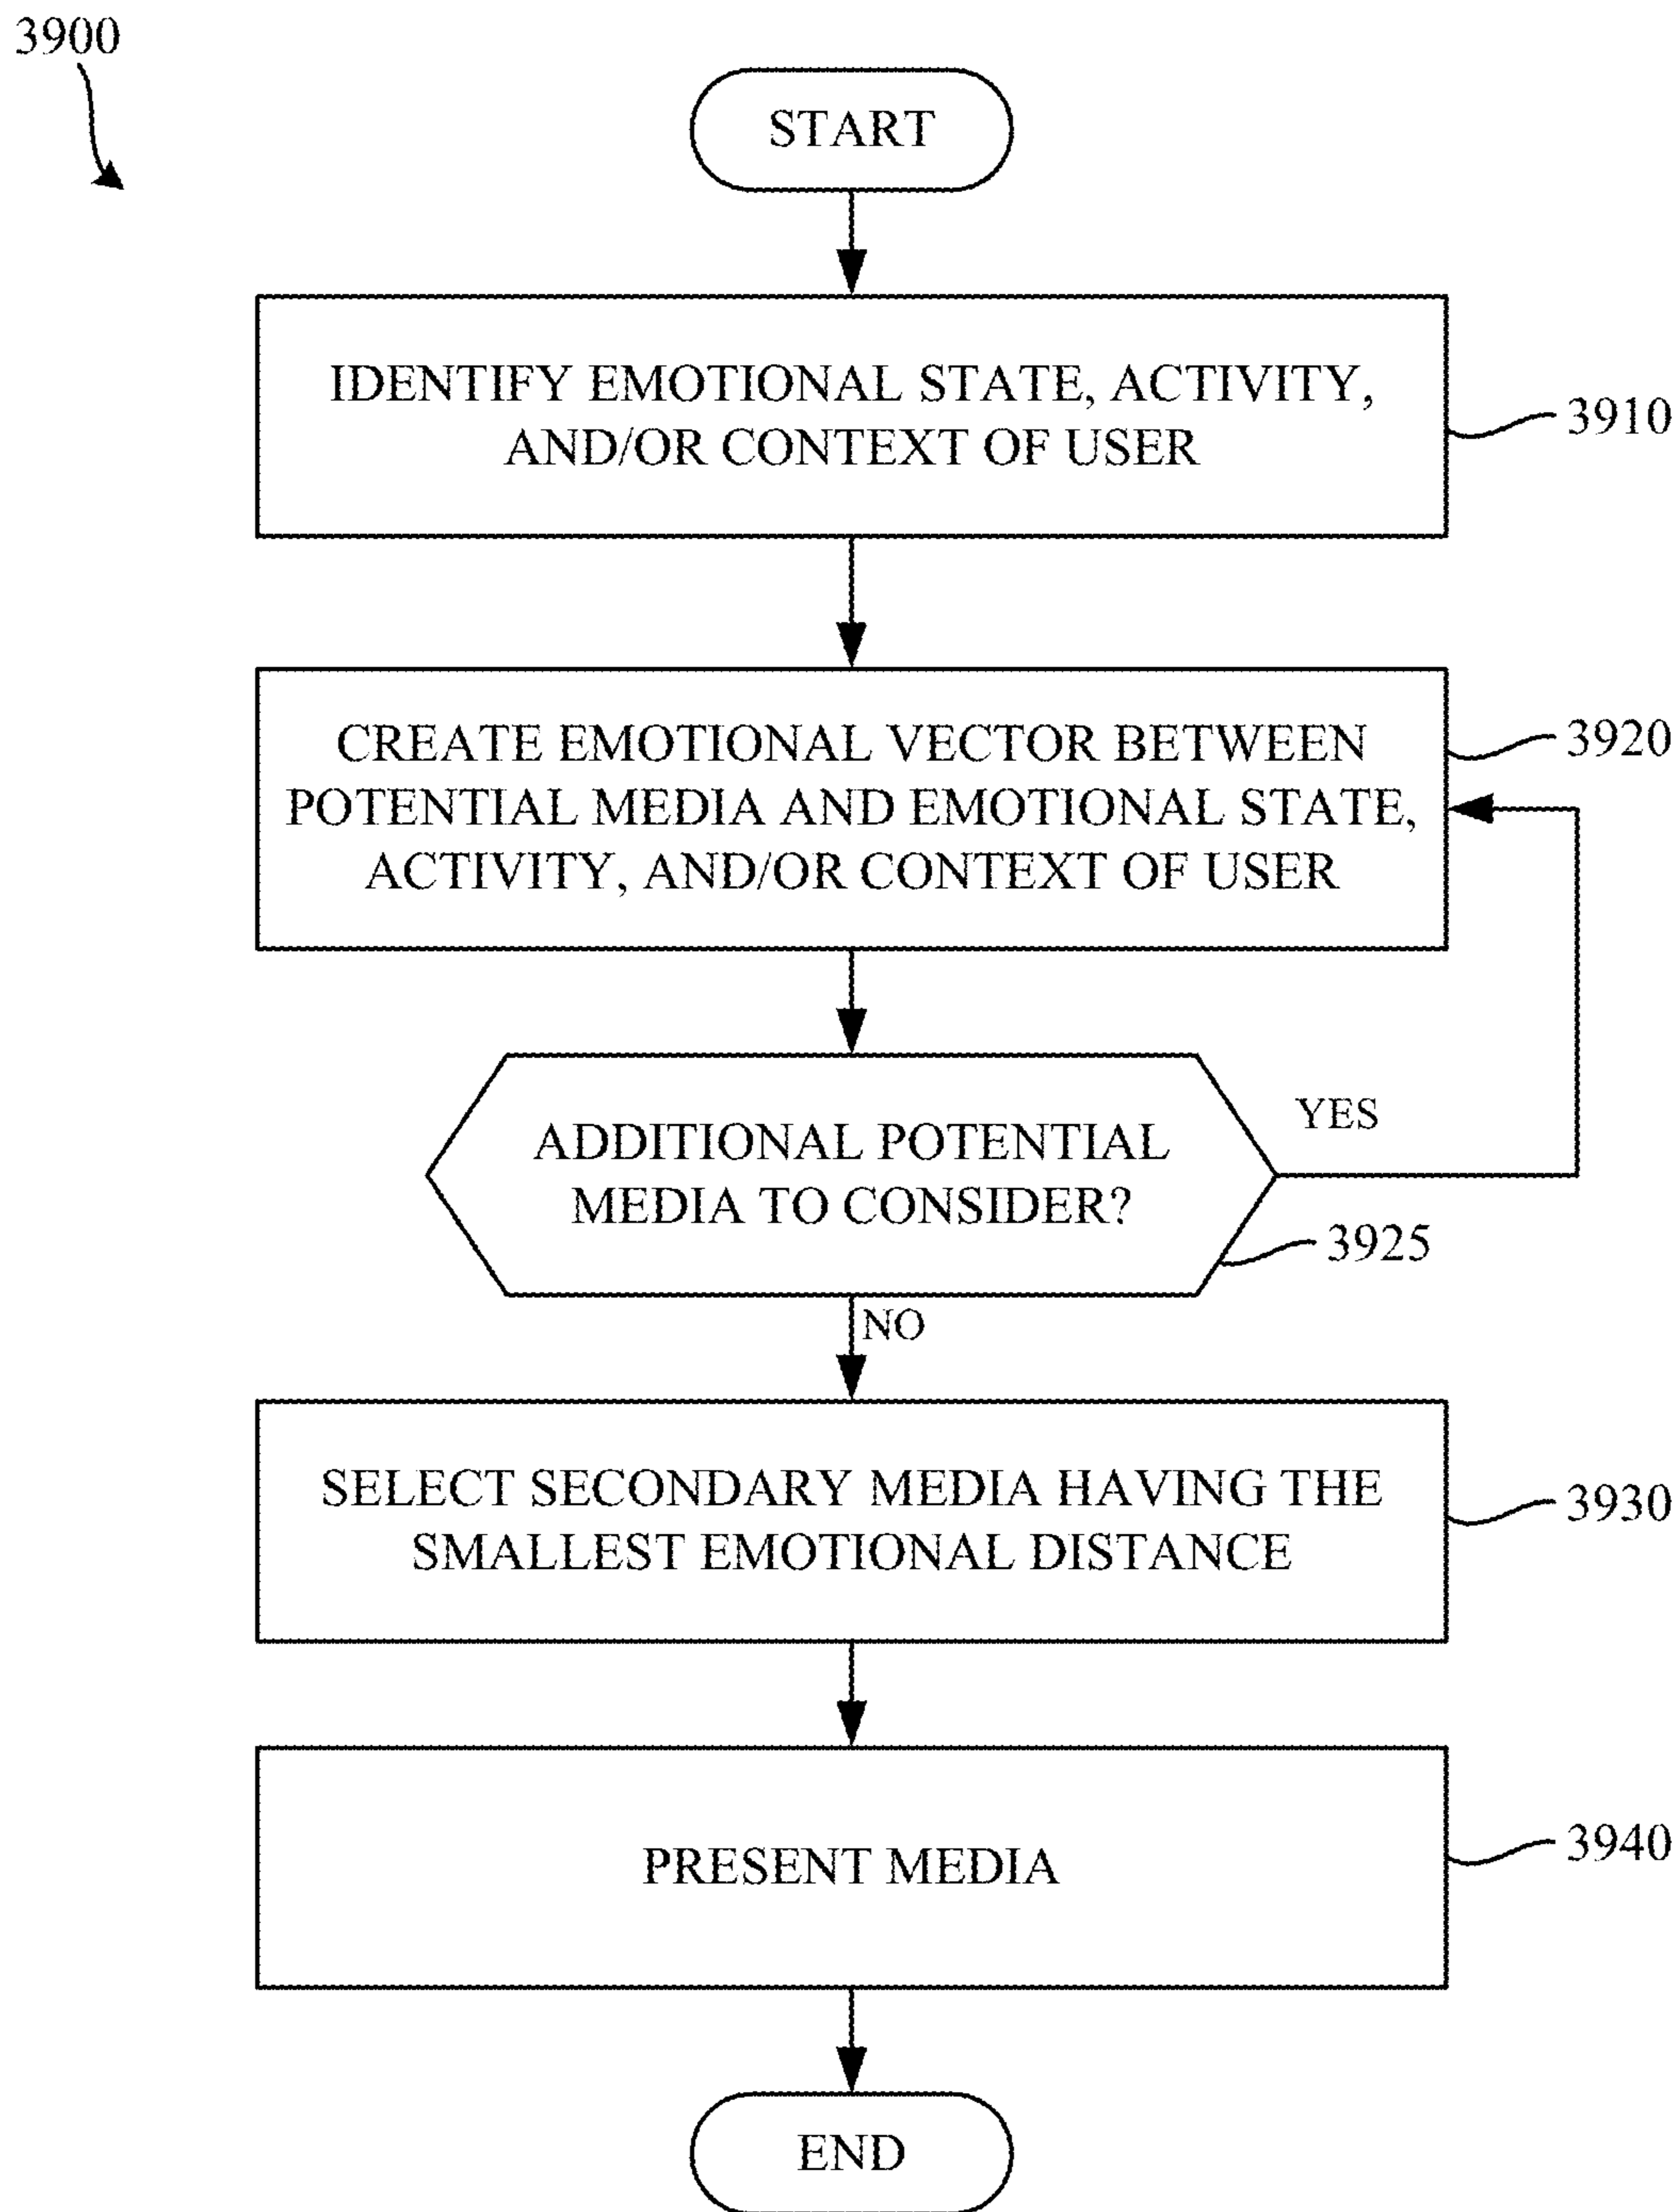 3900
START
IDENTIFY EMOTIONAL STATE, ACTIVITY,
AND/OR CONTEXT OF USER
3910
CREATE EMOTIONAL VECTOR BETWEEN
POTENTIAL MEDIA AND EMOTIONAL STATE,
ACTIVITY, AND/OR CONTEXT OF USER
3920
ADDITIONAL POTENTIAL
MEDIA TO CONSIDER?
YES
3925
NO
SELECT SECONDARY MEDIA HAVING THE
SMALLEST EMOTIONAL DISTANCE
3930
PRESENT MEDIA
3940
END